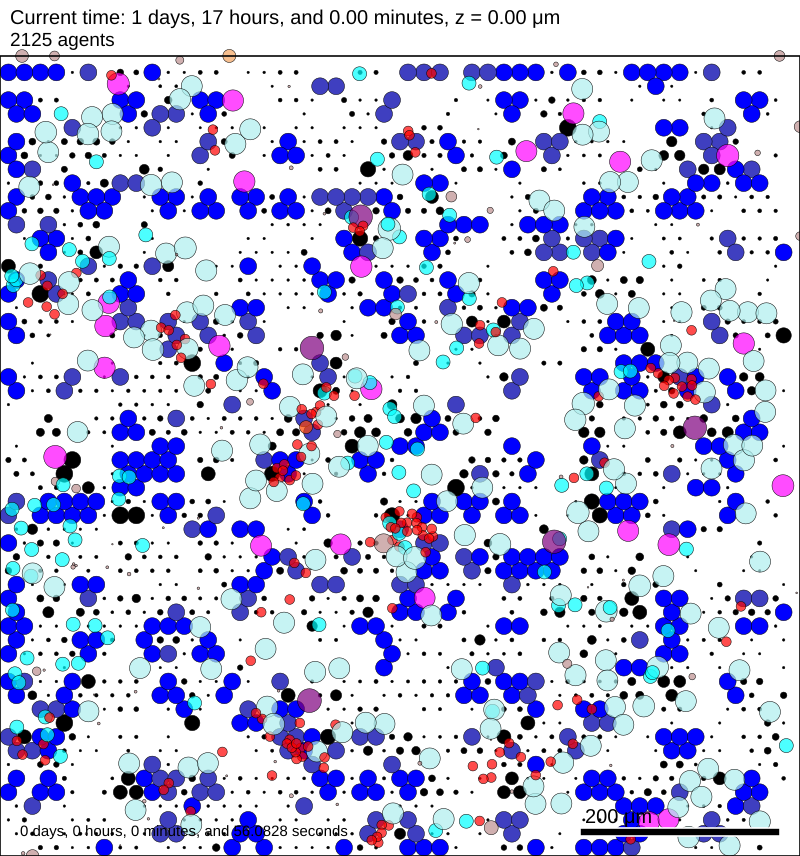 Current time: 1 days, 17 hours, and 0.00 minutes, z = 0.00 μm
2125 agents
200 μm
0 days, 0 hours, 0 minutes, and seconds